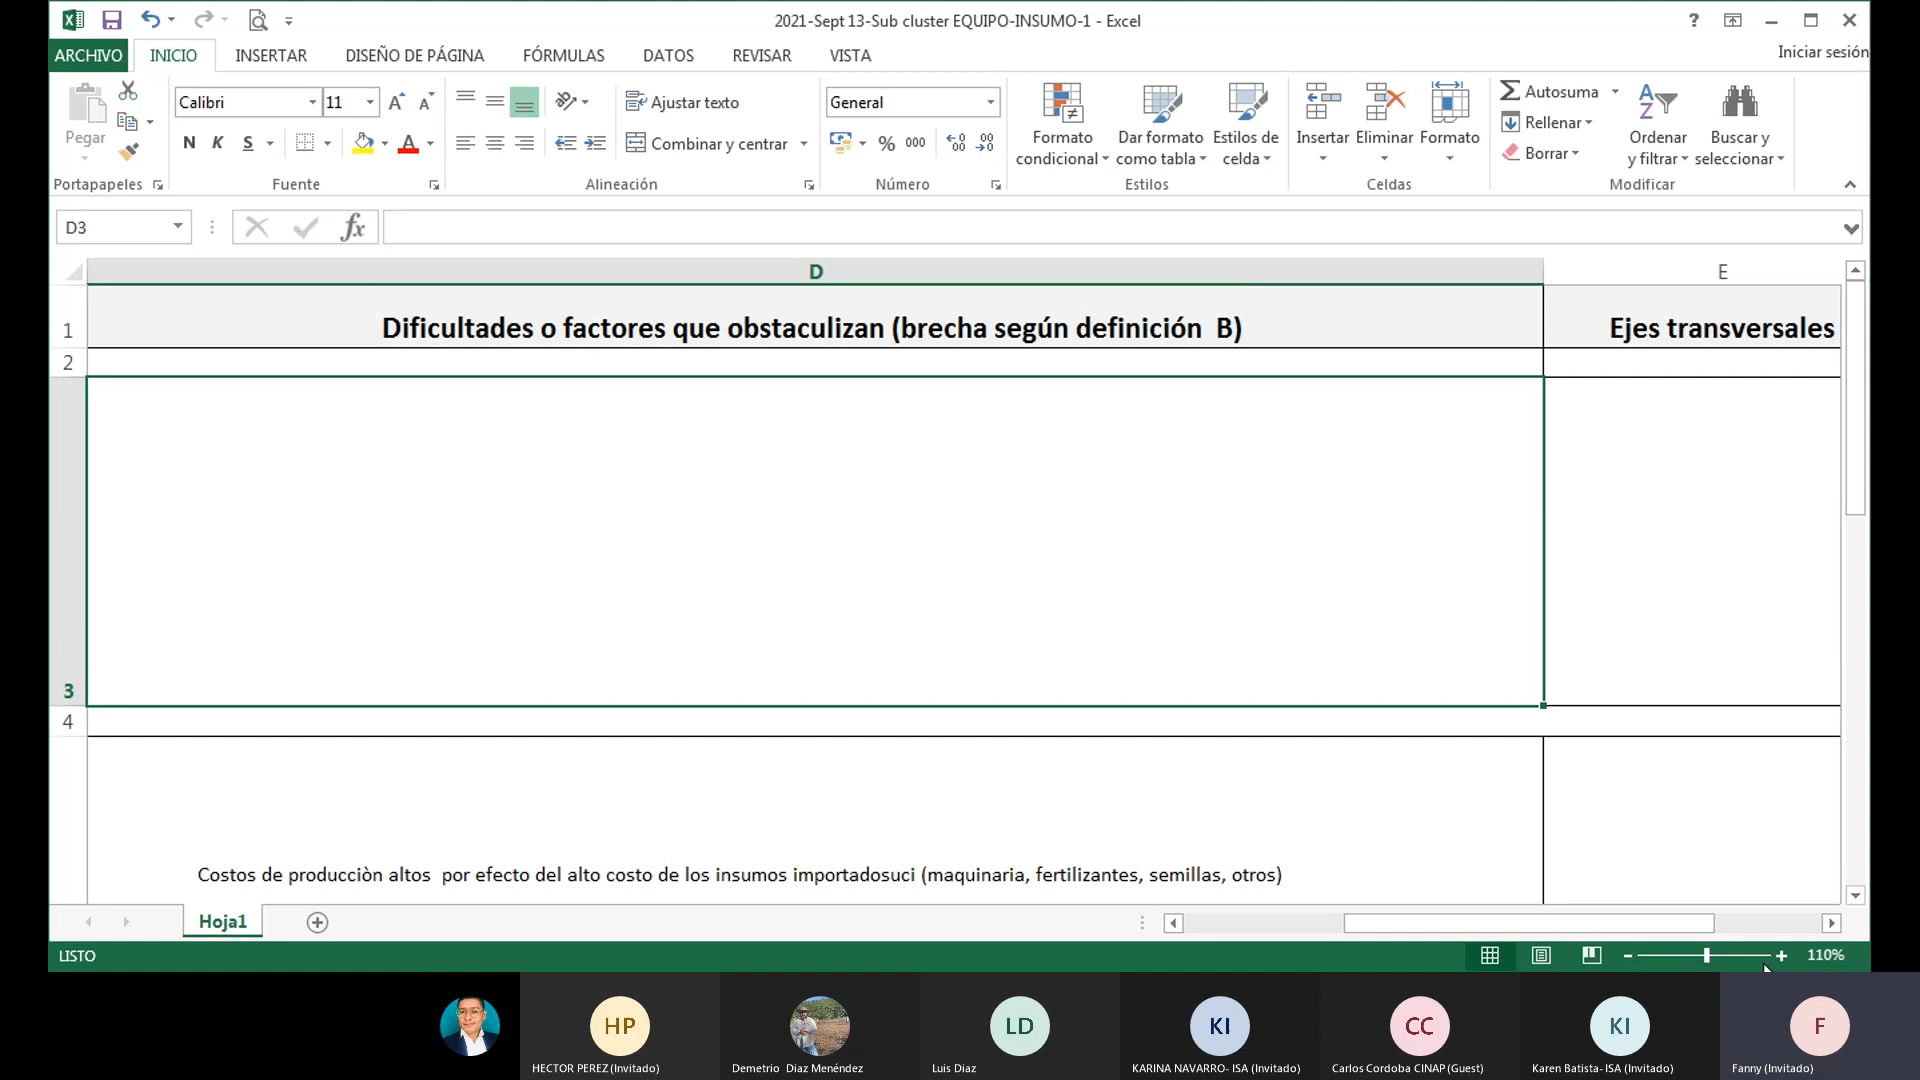 2021-Sept 13-Sub cluster EQUIPO-INSUMO-1 - Excel
?
ARCHIVO INICIO INSERTAR DISEÑO DE PÁGINA FÓRMULAS DATOS REVISAR VISTA Iniciar sesión
Pegar
Portapapeles
Calibri 11
N K S
Fuente
Ajustar texto
Combinar y centrar
Alineación
General
% 000
Número
Formato condicional
Dar formato como tabla
Estilos de celda
Estilos
Insertar Eliminar Formato
Celdas
Autosuma
Rellenar
Borrar
Ordenar y filtrar
Buscar y seleccionar
Modificar
D3
fx
D E
1 Dificultades o factores que obstaculizan (brecha según definición  B) Ejes transversales
2
3
4
Costos de producciòn altos  por efecto del alto costo de los insumos importadosuci (maquinaria, fertilizantes, semillas, otros)
Hoja1
LISTO 110%
HP LD KI CC KI F
HECTOR PEREZ (Invitado) Demetrio Diaz Menéndez Luis Diaz KARINA NAVARRO- ISA (Invitado) Carlos Cordoba CINAP (Guest) Karen Batista- ISA (Invitado) Fanny (Invitado)